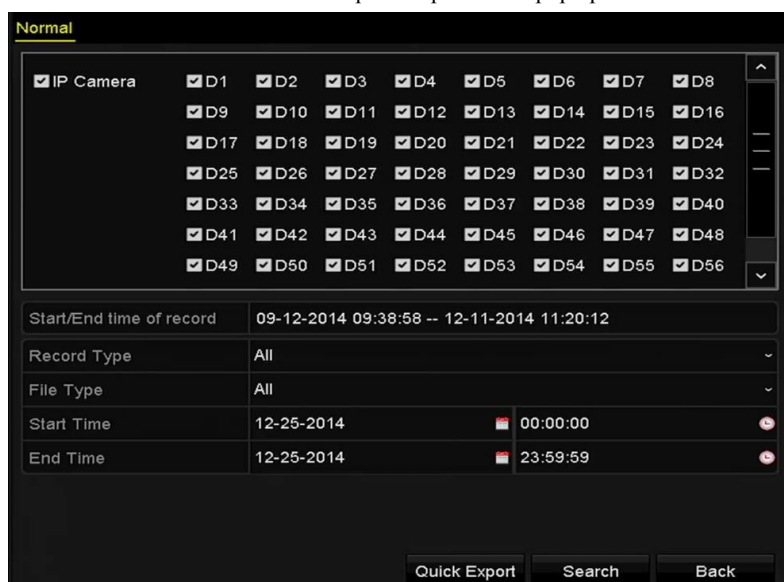 Normal
IP Camera D1 D2 D3 D4 D5 D6 D7 D8
D9 D10 D11 D12 D13 D14 D15 D16
D17 D18 D19 D20 D21 D22 D23 D24
D25 D26 D27 D28 D29 D30 D31 D32
D33 D34 D35 D36 D37 D38 D39 D40
D41 D42 D43 D44 D45 D46 D47 D48
D49 D50 D51 D52 D53 D54 D55 D56
Start/End time of record 09-12-2014 09:38:58 -- 12-11-2014 11:20:12
Record Type All
File Type All
Start Time 12-25-2014 00:00:00
End Time 12-25-2014 23:59:59
Quick Export Search Back